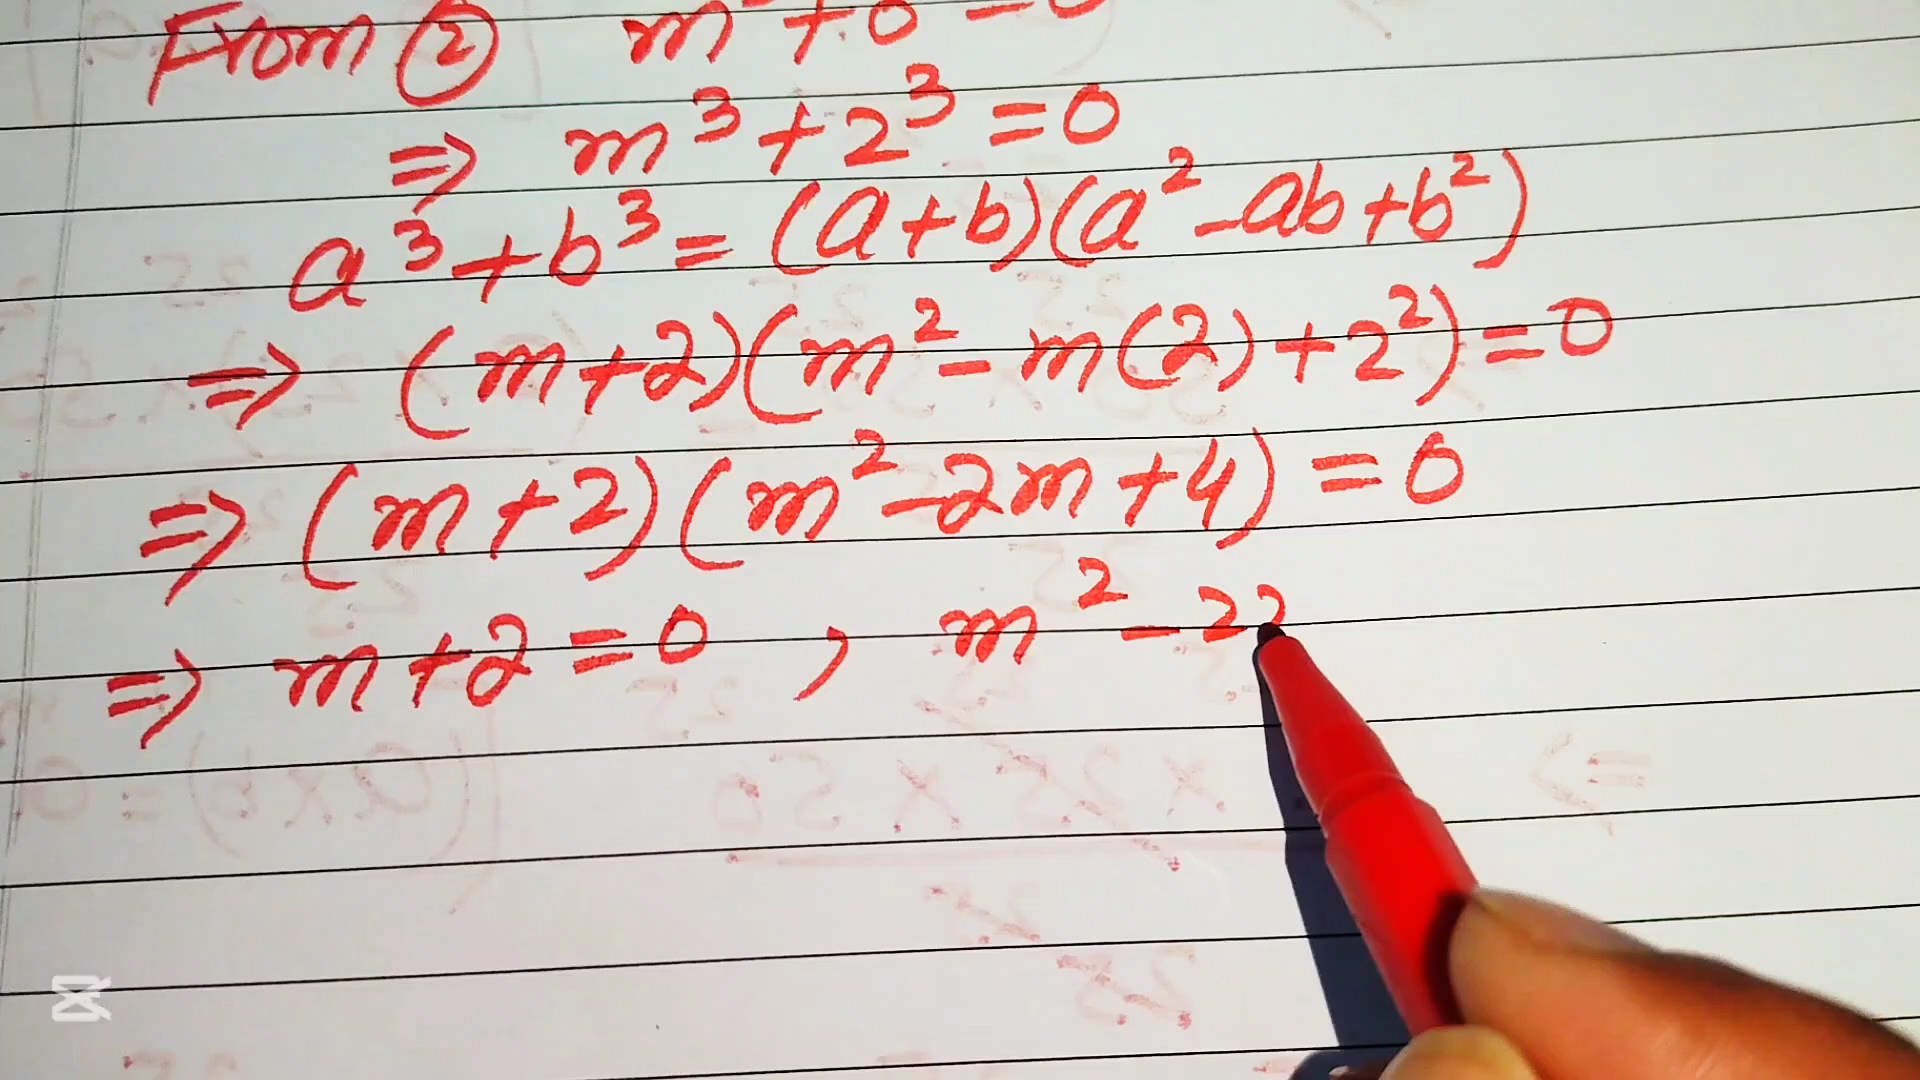 From ② m³+8=0
=> m³+2³=0
a³+b³=(a+b)(a²-ab+b²)
=> (m+2)(m²-m(2)+2²)=0
=> (m+2)(m²-2m+4)=0
=> m+2=0, m²-2